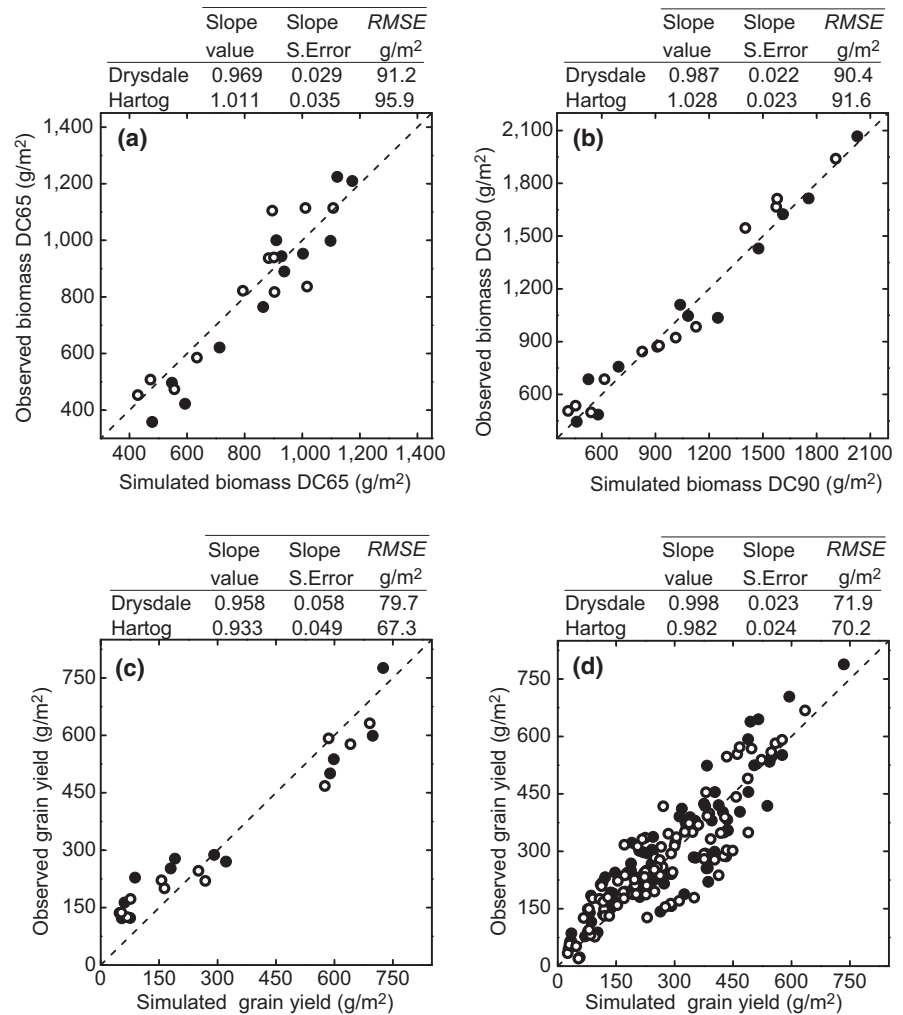 Slope Slope RMSE
value S.Error g/m2
Drysdale 0.969 0.029 91.2
Hartog 1.011 0.035 95.9
(a)
1,400
1,200
1,000
800
600
400
Observed biomass DC65 (g/m2)
400 600 800 1,000 1,200 1,400
Simulated biomass DC65 (g/m2)
Slope Slope RMSE
value S.Error g/m2
Drysdale 0.987 0.022 90.4
Hartog 1.028 0.023 91.6
(b)
2,100
1,800
1,500
1,200
900
600
Observed biomass DC90 (g/m2)
600 900 1200 1500 1800 2100
Simulated biomass DC90 (g/m2)
Slope Slope RMSE
value S.Error g/m2
Drysdale 0.958 0.058 79.7
Hartog 0.933 0.049 67.3
(c)
750
600
450
300
150
0
Observed grain yield (g/m2)
0 150 300 450 600 750
Simulated grain yield (g/m2)
Slope Slope RMSE
value S.Error g/m2
Drysdale 0.998 0.023 71.9
Hartog 0.982 0.024 70.2
(d)
750
600
450
300
150
0
Observed grain yield (g/m2)
0 150 300 450 600 750
Simulated grain yield (g/m2)